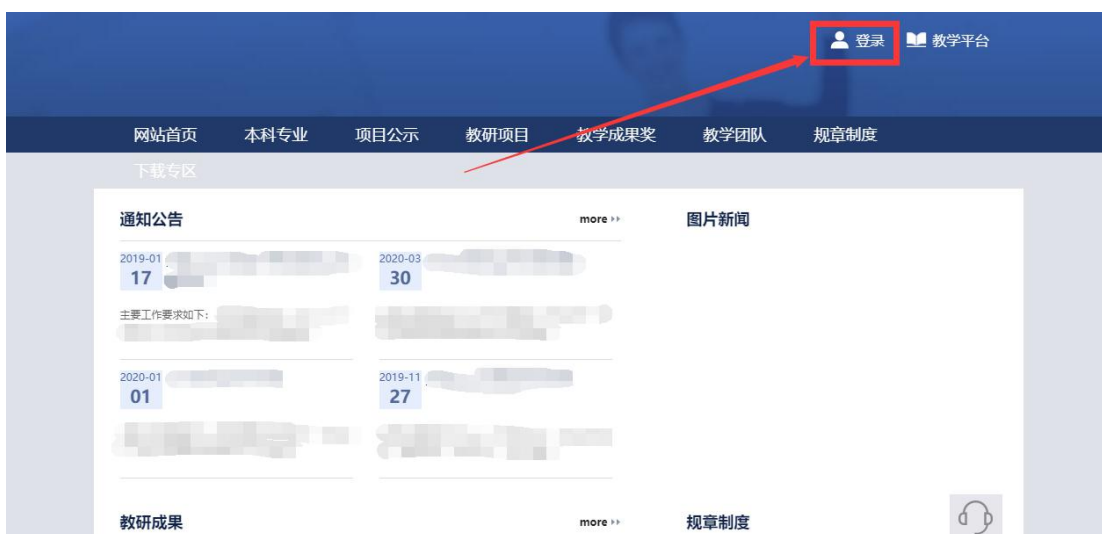 登录 教学平台
网站首页 本科专业 项目公示 教研项目 教学成果奖 教学团队 规章制度
下载专区
通知公告 more 图片新闻
2019-01 2020-03
17 30
主要工作要求如下：
2020-01 2019-11
01 27
教研成果 more 规章制度